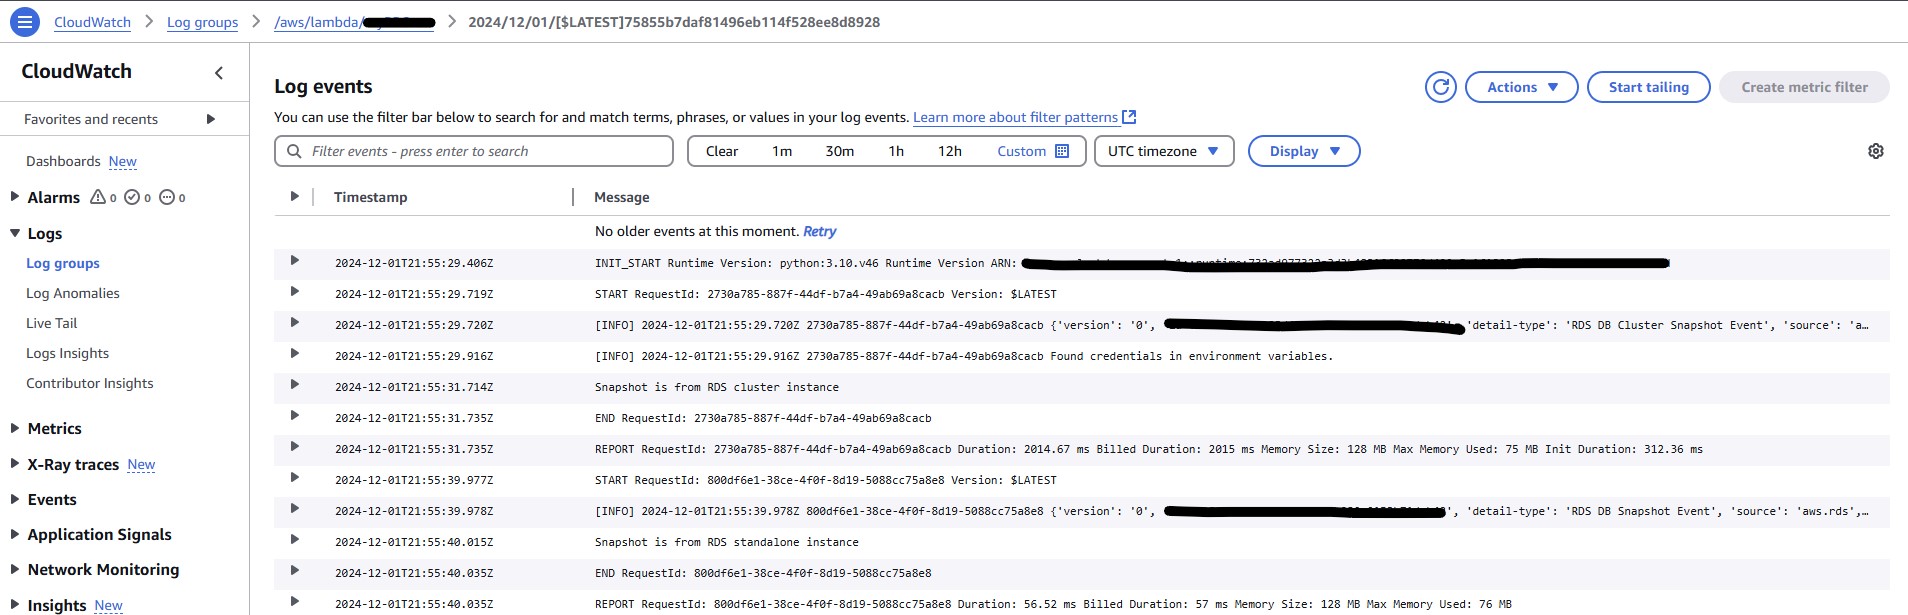 CloudWatch > Log groups > /aws/lambda/ > 2024/12/01/[$LATEST]75855b7daf81496eb114f528ee8d8928
CloudWatch
Favorites and recents
Dashboards New
Alarms 0 0 0
Logs
Log groups
Log Anomalies
Live Tail
Logs Insights
Contributor Insights
Metrics
X-Ray traces New
Events
Application Signals
Network Monitoring
Insights New
Log events
Actions Start tailing Create metric filter
You can use the filter bar below to search for and match terms, phrases, or values in your log events. Learn more about filter patterns
Filter events - press enter to search Clear 1m 30m 1h 12h Custom UTC timezone Display
Timestamp Message
No older events at this moment. Retry
2024-12-01T21:55:29.406Z INIT_START Runtime Version: python:3.10.v46 Runtime Version ARN:
2024-12-01T21:55:29.719Z START RequestId: 2730a785-887f-44df-b7a4-49ab69a8cacb Version: $LATEST
2024-12-01T21:55:29.720Z [INFO] 2024-12-01T21:55:29.720Z 2730a785-887f-44df-b7a4-49ab69a8cacb {'version': '0', 'detail-type': 'RDS DB Cluster Snapshot Event', 'source': 'a…
2024-12-01T21:55:29.916Z [INFO] 2024-12-01T21:55:29.916Z 2730a785-887f-44df-b7a4-49ab69a8cacb Found credentials in environment variables.
2024-12-01T21:55:31.714Z Snapshot is from RDS cluster instance
2024-12-01T21:55:31.735Z END RequestId: 2730a785-887f-44df-b7a4-49ab69a8cacb
2024-12-01T21:55:31.735Z REPORT RequestId: 2730a785-887f-44df-b7a4-49ab69a8cacb Duration: 2014.67 ms Billed Duration: 2015 ms Memory Size: 128 MB Max Memory Used: 75 MB Init Duration: 312.36 ms
2024-12-01T21:55:39.977Z START RequestId: 800df6e1-38ce-4f0f-8d19-5088cc75a8e8 Version: $LATEST
2024-12-01T21:55:39.978Z [INFO] 2024-12-01T21:55:39.978Z 800df6e1-38ce-4f0f-8d19-5088cc75a8e8 {'version': '0', ', 'detail-type': 'RDS DB Snapshot Event', 'source': 'aws.rds',…
2024-12-01T21:55:40.015Z Snapshot is from RDS standalone instance
2024-12-01T21:55:40.035Z END RequestId: 800df6e1-38ce-4f0f-8d19-5088cc75a8e8
2024-12-01T21:55:40.035Z REPORT RequestId: 800df6e1-38ce-4f0f-8d19-5088cc75a8e8 Duration: 56.52 ms Billed Duration: 57 ms Memory Size: 128 MB Max Memory Used: 76 MB